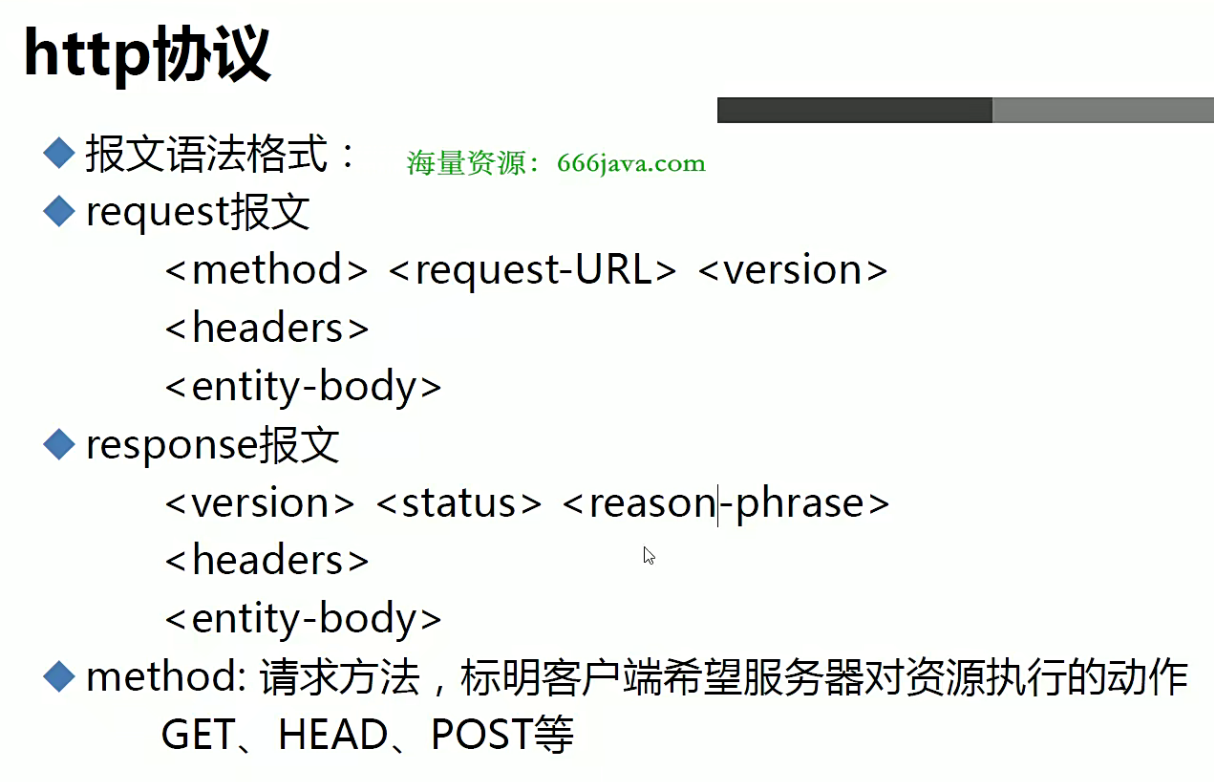 http协议
报文语法格式：
海量资源：666java.com
request报文
<method> <request-URL> <version>
<headers>
<entity-body>
response报文
<version> <status> <reason-phrase>
<headers>
<entity-body>
method: 请求方法，标明客户端希望服务器对资源执行的动作
GET、HEAD、POST等